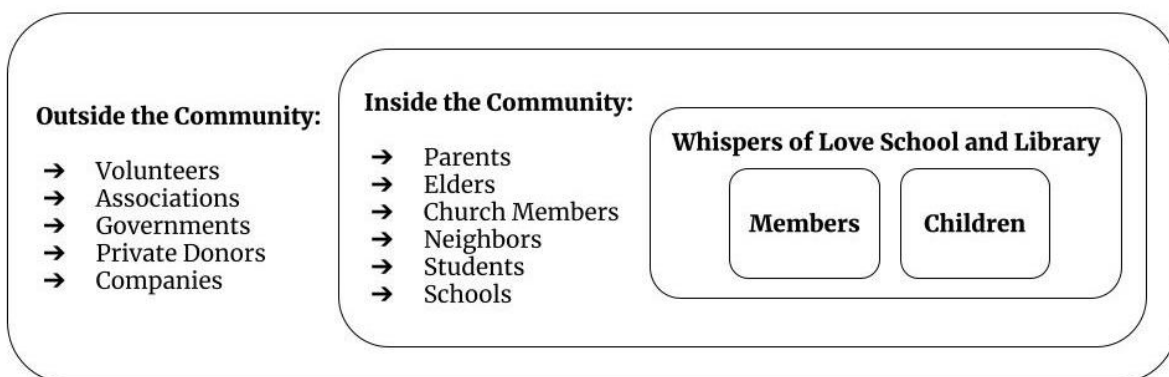 Outside the Community:
➔ Volunteers
➔ Associations
➔ Governments
➔ Private Donors
➔ Companies
Inside the Community:
➔ Parents
➔ Elders
➔ Church Members
➔ Neighbors
➔ Students
➔ Schools
Whispers of Love School and Library
Members
Children